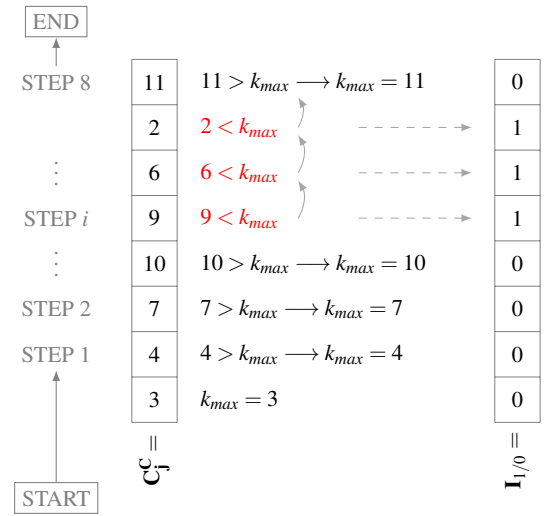 END
STEP 8 11 11 > k_max ⟶ k_max = 11 0
2 2 < k_max 1
⋮ 6 6 < k_max 1
STEP i 9 9 < k_max 1
⋮ 10 10 > k_max ⟶ k_max = 10 0
STEP 2 7 7 > k_max ⟶ k_max = 7 0
STEP 1 4 4 > k_max ⟶ k_max = 4 0
3 k_max = 3 0
C_j^C = I_1/0 =
START